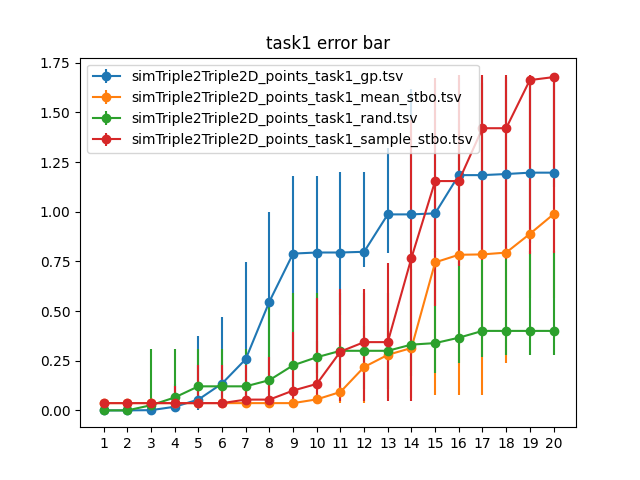 task1 error bar
simTriple2Triple2D_points_task1_gp.tsv
simTriple2Triple2D_points_task1_mean_stbo.tsv
simTriple2Triple2D_points_task1_rand.tsv
simTriple2Triple2D_points_task1_sample_stbo.tsv
1.75
1.50
1.25
1.00
0.75
0.50
0.25
0.00
1 2 3 4 5 6 7 8 9 10 11 12 13 14 15 16 17 18 19 20